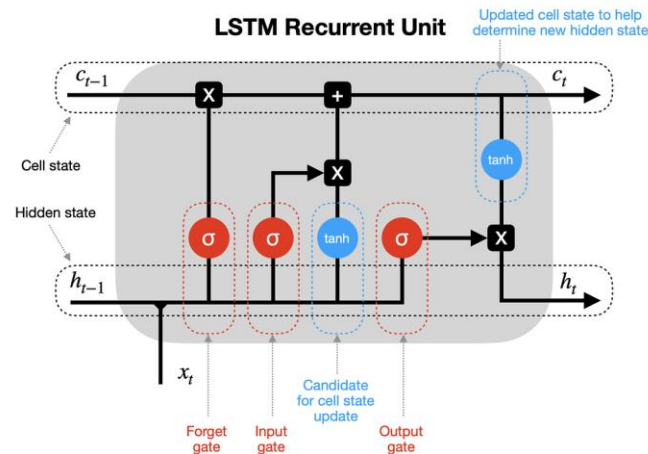 LSTM Recurrent Unit
Updated cell state to help
determine new hidden state
c_{t-1}
X
+
c_t
Cell state
X
tanh
Hidden state
σ
σ
tanh
σ
X
h_{t-1}
h_t
x_t
Forget
gate
Input
gate
Candidate
for cell state
update
Output
gate